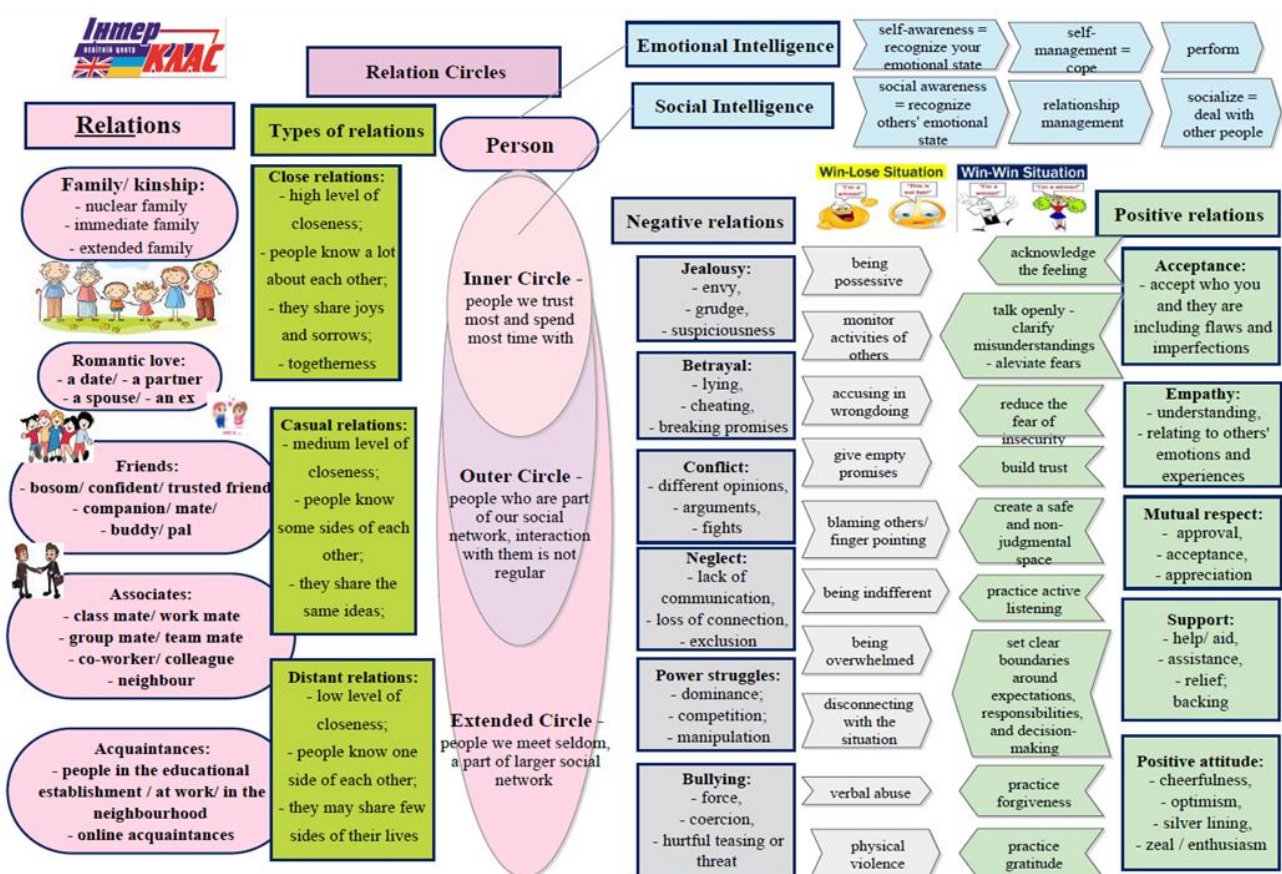 Інтер
освітній центр
КЛАС
Relation Circles
Relations
Family/ kinship:
- nuclear family
- immediate family
- extended family
Romantic love:
- a date/ - a partner
- a spouse/ - an ex
Friends:
- bosom/ confident/ trusted friend
- companion/ mate/
- buddy/ pal
Associates:
- class mate/ work mate
- group mate/ team mate
- co-worker/ colleague
- neighbour
Acquaintances:
- people in the educational
establishment / at work/ in the
neighbourhood
- online acquaintances
Types of relations
Close relations:
- high level of
closeness;
- people know a lot
about each other;
- they share joys
and sorrows;
- togetherness
Casual relations:
- medium level of
closeness;
- people know
some sides of each
other;
- they share the
same ideas;
Distant relations:
- low level of
closeness;
- people know one
side of each other;
- they may share few
sides of their lives
Person
Inner Circle -
people we trust
most and spend
most time with
Outer Circle -
people who are part
of our social
network, interaction
with them is not
regular
Extended Circle -
people we meet seldom,
a part of larger social
network
Emotional Intelligence
self-awareness =
recognize your
emotional state
self-
management =
cope
perform
Social Intelligence
social awareness
= recognize
others' emotional
state
relationship
management
socialize =
deal with
other people
Negative relations
Jealousy:
- envy,
- grudge,
- suspiciousness
Betrayal:
- lying,
- cheating,
- breaking promises
Conflict:
- different opinions,
- arguments,
- fights
Neglect:
- lack of
communication,
- loss of connection,
- exclusion
Power struggles:
- dominance;
- competition;
- manipulation
Bullying:
- force,
- coercion,
- hurtful teasing or
threat
Win-Lose Situation
"I'm a
winner!"
"This is
not fair!"
being
possessive
monitor
activities of
others
accusing in
wrongdoing
give empty
promises
blaming others/
finger pointing
being indifferent
being
overwhelmed
disconnecting
with the
situation
verbal abuse
physical
violence
Win-Win Situation
"I'm a
winner!"
"I'm a winner!"
acknowledge
the feeling
talk openly -
clarify
misunderstandings
- aleviate fears
reduce the
fear of
insecurity
build trust
create a safe
and non-
judgmental
space
practice active
listening
set clear
boundaries
around
expectations,
responsibilities,
and decision-
making
practice
forgiveness
practice
gratitude
Positive relations
Acceptance:
- accept who you
and they are
including flaws and
imperfections
Empathy:
- understanding,
- relating to others'
emotions and
experiences
Mutual respect:
- approval,
- acceptance,
- appreciation
Support:
- help/ aid,
- assistance,
- relief;
backing
Positive attitude:
- cheerfulness,
- optimism,
- silver lining,
- zeal / enthusiasm